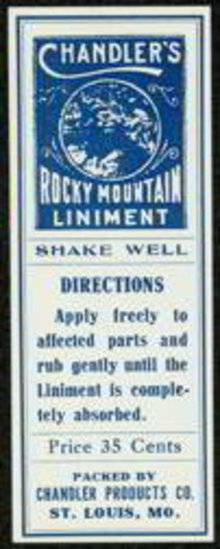 CHANDLER'S
ROCKY MOUNTAIN
LINIMENT
SHAKE WELL
DIRECTIONS
Apply freely to
affected parts and
rub gently until the
Liniment is comple-
tely absorbed.
Price 35 Cents
PACKED BY
CHANDLER PRODUCTS CO.
ST. LOUIS, MO.